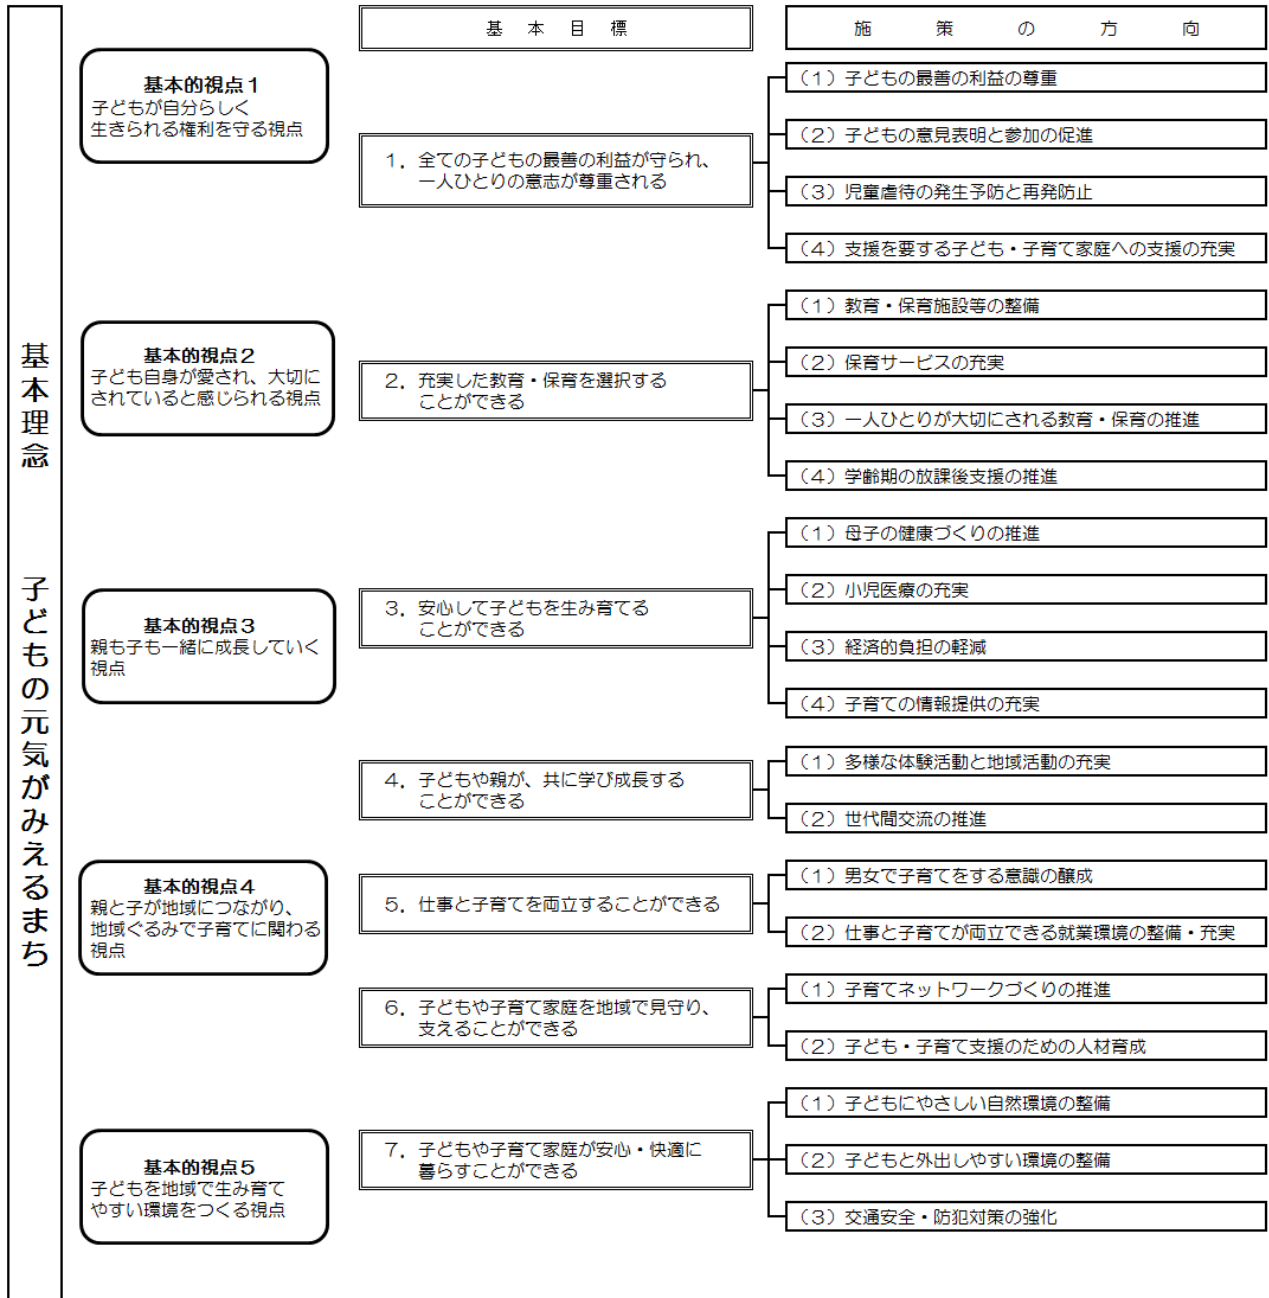 基本理念　子どもの元気がみえるまち
基本的視点１
子どもが自分らしく
生きられる権利を守る視点
基本的視点２
子ども自身が愛され、大切に
されていると感じられる視点
基本的視点３
親も子も一緒に成長していく
視点
基本的視点４
親と子が地域につながり、
地域ぐるみで子育てに関わる
視点
基本的視点５
子どもを地域で生み育て
やすい環境をつくる視点
基本目標
施策の方向
１．全ての子どもの最善の利益が守られ、
一人ひとりの意志が尊重される
（１）子どもの最善の利益の尊重
（２）子どもの意見表明と参加の促進
（３）児童虐待の発生予防と再発防止
（４）支援を要する子ども・子育て家庭への支援の充実
２．充実した教育・保育を選択する
ことができる
（１）教育・保育施設等の整備
（２）保育サービスの充実
（３）一人ひとりが大切にされる教育・保育の推進
（４）学齢期の放課後支援の推進
３．安心して子どもを生み育てる
ことができる
（１）母子の健康づくりの推進
（２）小児医療の充実
（３）経済的負担の軽減
（４）子育ての情報提供の充実
４．子どもや親が、共に学び成長する
ことができる
（１）多様な体験活動と地域活動の充実
（２）世代間交流の推進
５．仕事と子育てを両立することができる
（１）男女で子育てをする意識の醸成
（２）仕事と子育てが両立できる就業環境の整備・充実
６．子どもや子育て家庭を地域で見守り、
支えることができる
（１）子育てネットワークづくりの推進
（２）子ども・子育て支援のための人材育成
７．子どもや子育て家庭が安心・快適に
暮らすことができる
（１）子どもにやさしい自然環境の整備
（２）子どもと外出しやすい環境の整備
（３）交通安全・防犯対策の強化